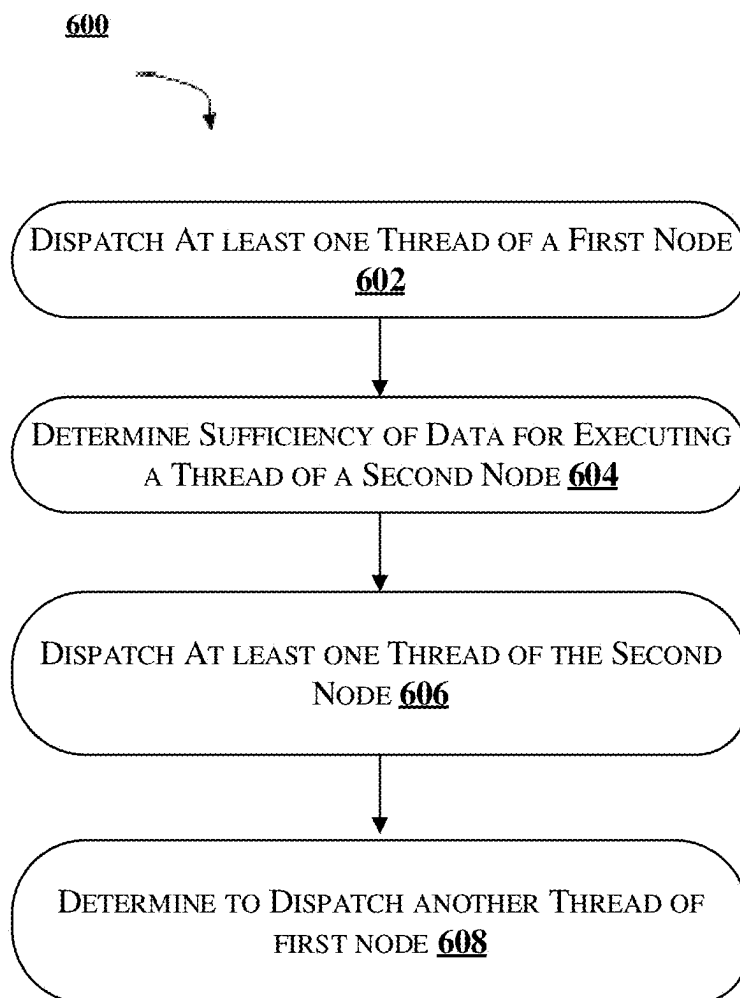 600
DISPATCH AT LEAST ONE THREAD OF A FIRST NODE
602
DETERMINE SUFFICIENCY OF DATA FOR EXECUTING
A THREAD OF A SECOND NODE 604
DISPATCH AT LEAST ONE THREAD OF THE SECOND
NODE 606
DETERMINE TO DISPATCH ANOTHER THREAD OF
FIRST NODE 608